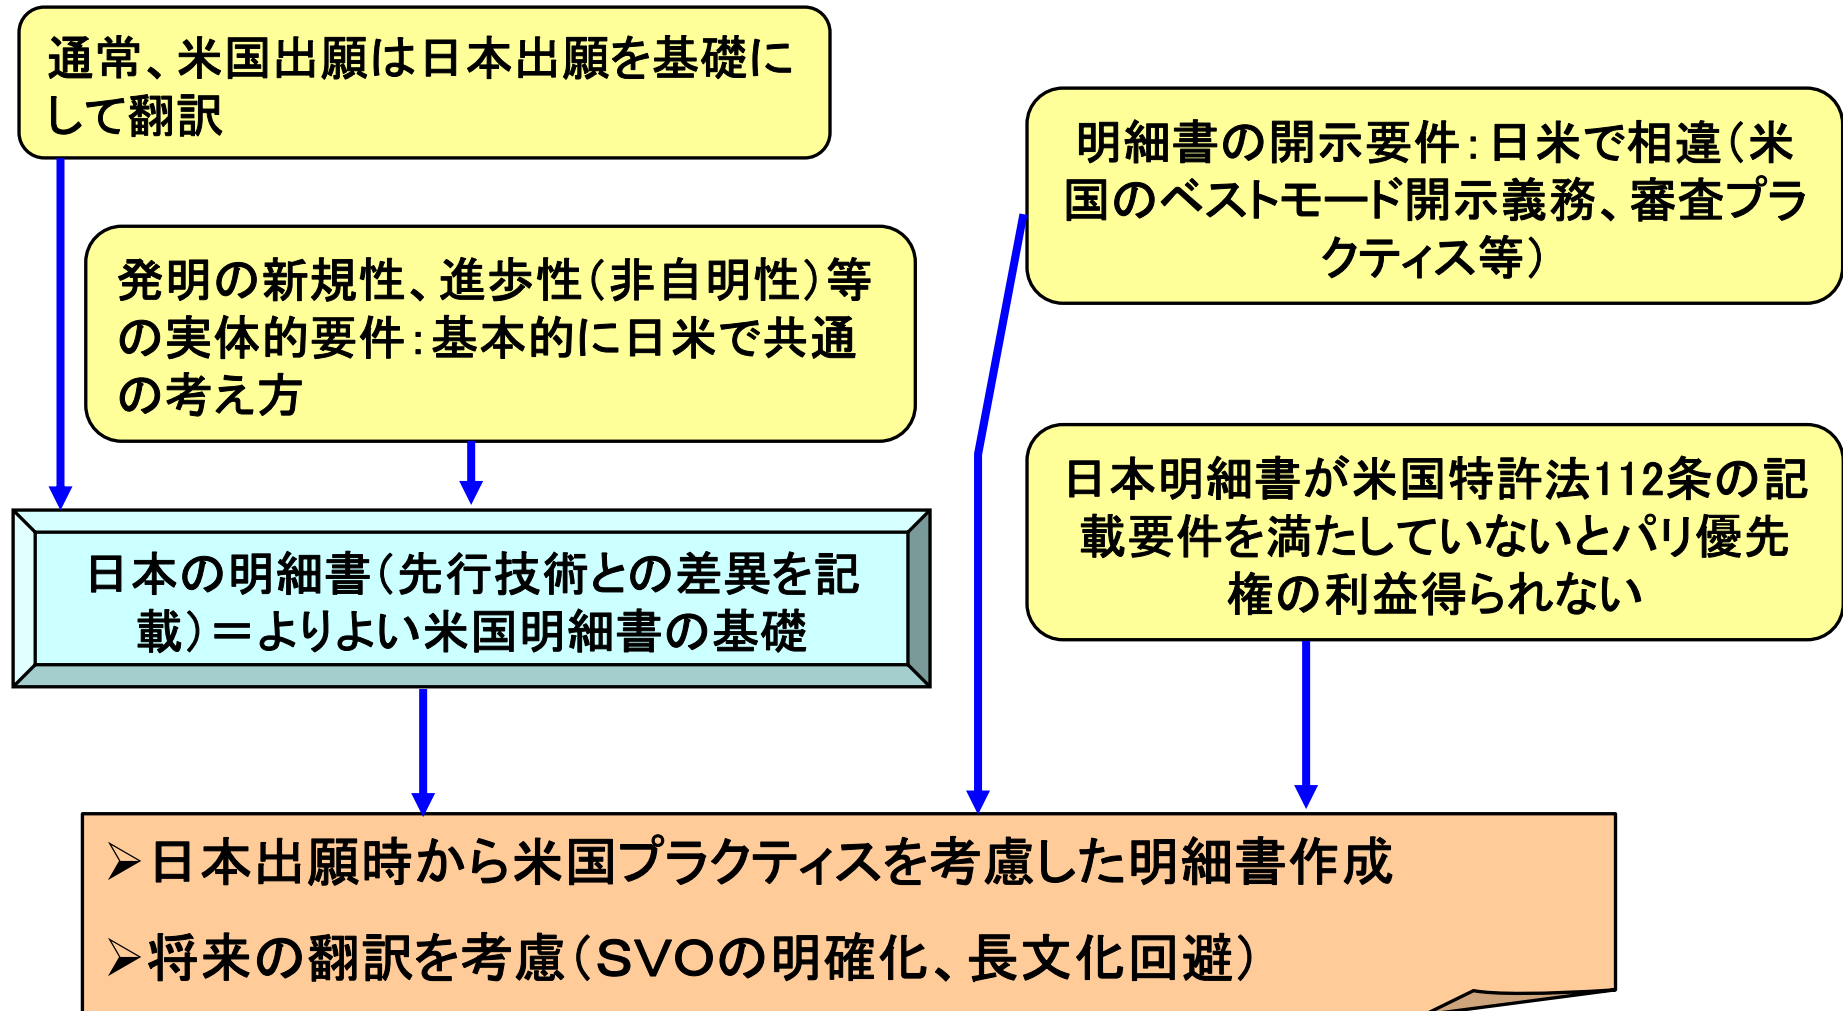 通常、米国出願は日本出願を基礎に
して翻訳
発明の新規性、進歩性（非自明性）等
の実体的要件：基本的に日米で共通
の考え方
日本の明細書（先行技術との差異を記
載）＝よりよい米国明細書の基礎
明細書の開示要件：日米で相違（米
国のベストモード開示義務、審査プラ
クティス等）
日本明細書が米国特許法112条の記
載要件を満たしていないとパリ優先
権の利益得られない
➢日本出願時から米国プラクティスを考慮した明細書作成
➢将来の翻訳を考慮（ＳＶＯの明確化、長文化回避）